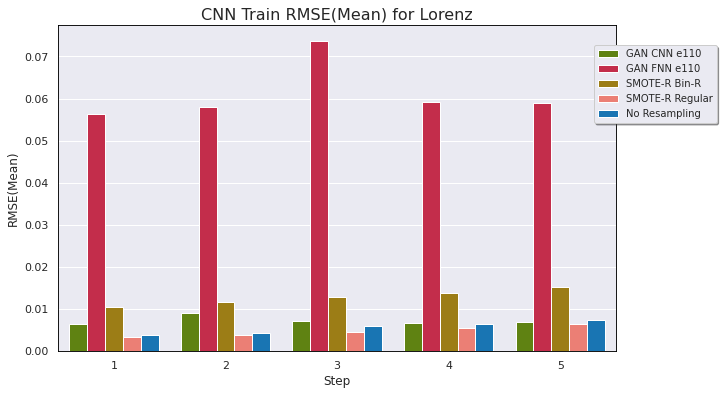 CNN Train RMSE(Mean) for Lorenz
GAN CNN e110
GAN FNN e110
SMOTE-R Bin-R
SMOTE-R Regular
No Resampling
RMSE(Mean)
0.07
0.06
0.05
0.04
0.03
0.02
0.01
0.00
1 2 3 4 5
Step